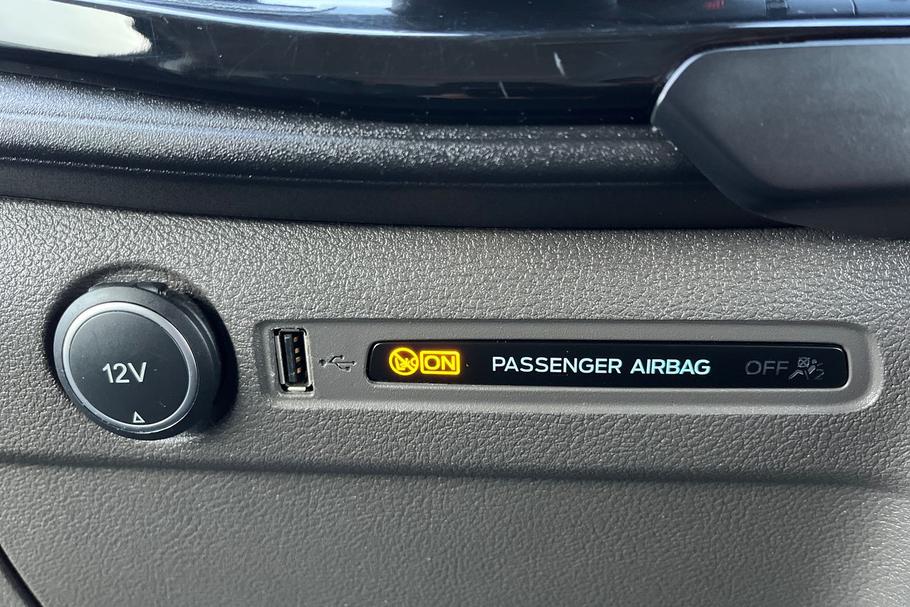 12V
ON PASSENGER AIRBAG OFF